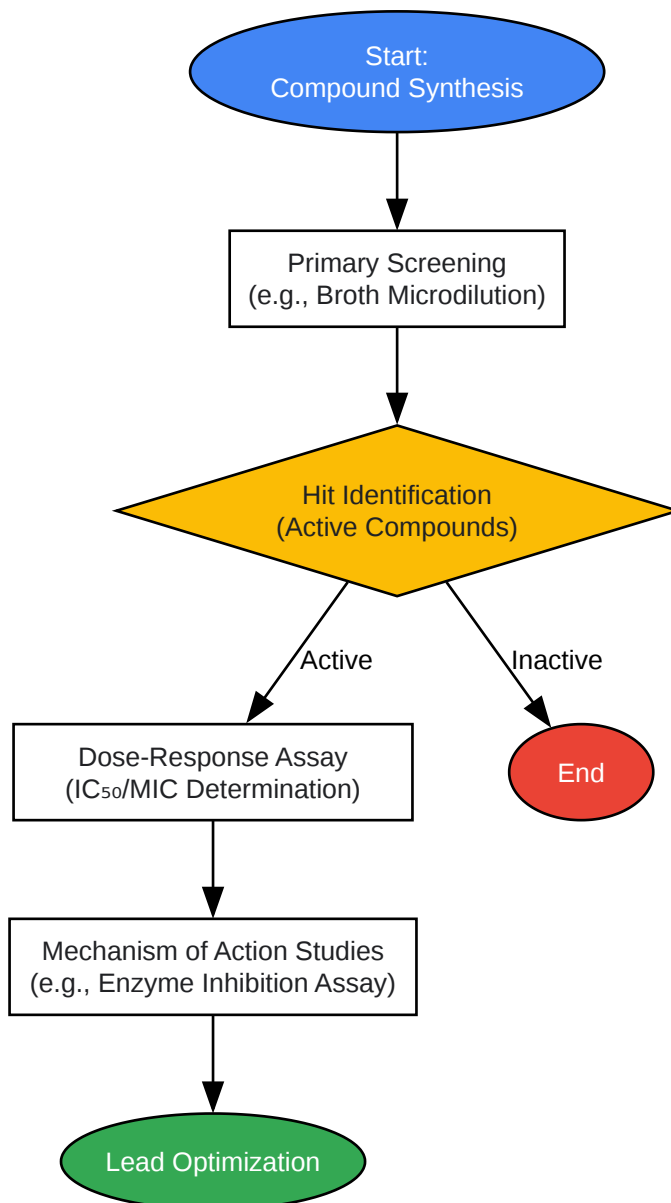 Start:
Compound Synthesis
Primary Screening
(e.g., Broth Microdilution)
Hit Identification
(Active Compounds)
Active
Inactive
Dose-Response Assay
(IC₅₀/MIC Determination)
End
Mechanism of Action Studies
(e.g., Enzyme Inhibition Assay)
Lead Optimization